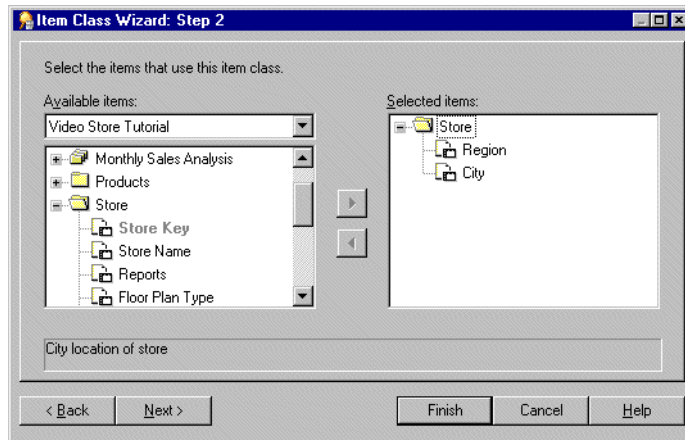 Item Class Wizard: Step 2
Select the items that use this item class.
Available items:
Selected items:
Video Store Tutorial
Store
Monthly Sales Analysis
Region
Products
City
Store
Store Key
Store Name
Reports
Floor Plan Type
City location of store
< Back
Next >
Finish
Cancel
Help